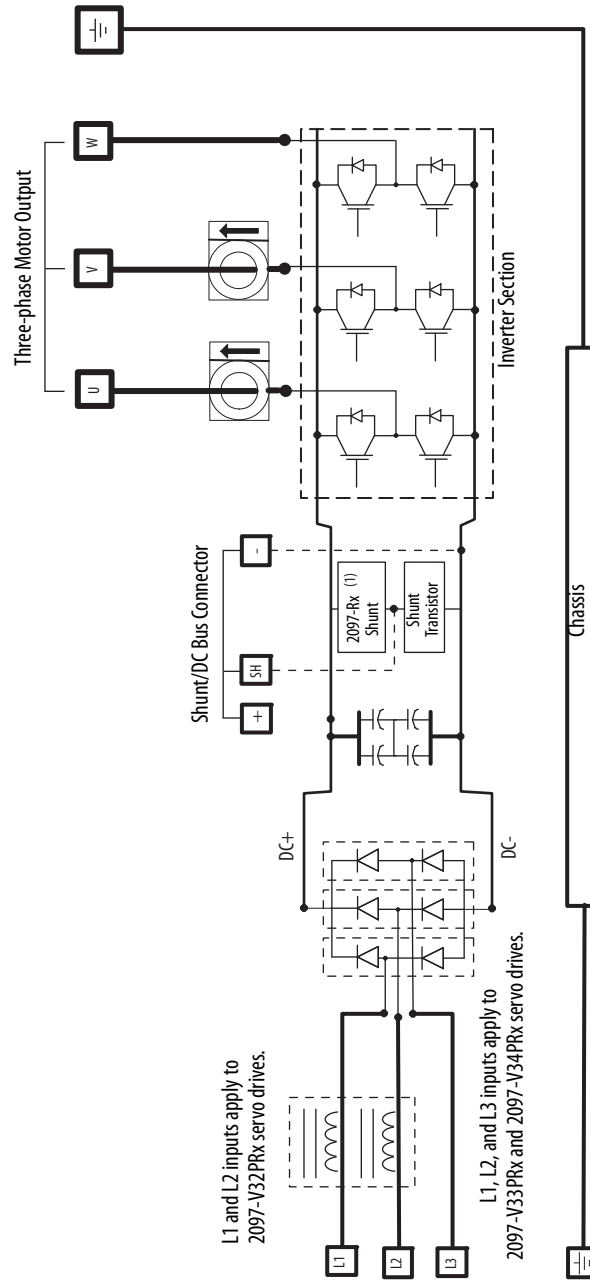 Three-phase Motor Output
U
V
W
Shunt/DC Bus Connector
+
SH
-
2097-Rx (1)
Shunt
Shunt
Transistor
Inverter Section
DC+
DC-
L1 and L2 inputs apply to
2097-V32PRx servo drives.
L1
L2
L3
L1, L2, and L3 inputs apply to
2097-V33PRx and 2097-V34PRx servo drives.
Chassis